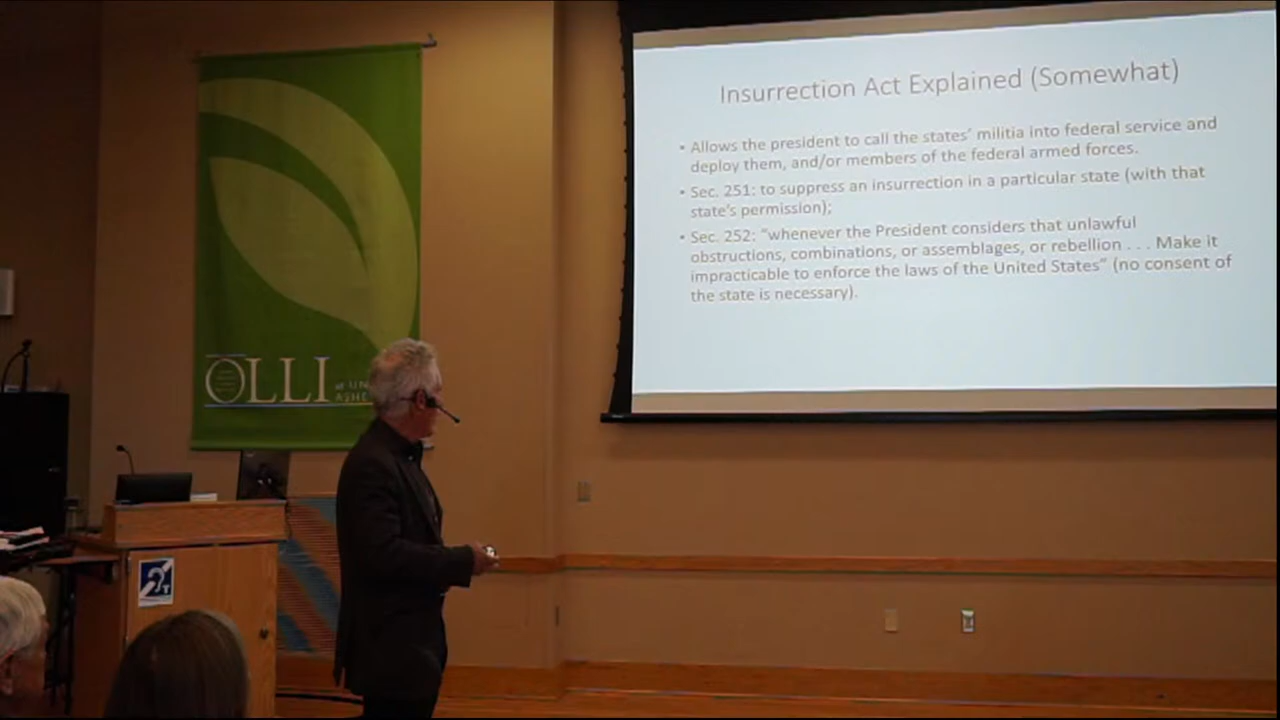 Insurrection Act Explained (Somewhat)
• Allows the president to call the states' militia into federal service and
deploy them, and/or members of the federal armed forces.
• Sec. 251: to suppress an insurrection in a particular state (with that
state's permission);
• Sec. 252: "whenever the President considers that unlawful
obstructions, combinations, or assemblages, or rebellion . . . Make it
impracticable to enforce the laws of the United States" (no consent of
the state is necessary).
OLLI
T